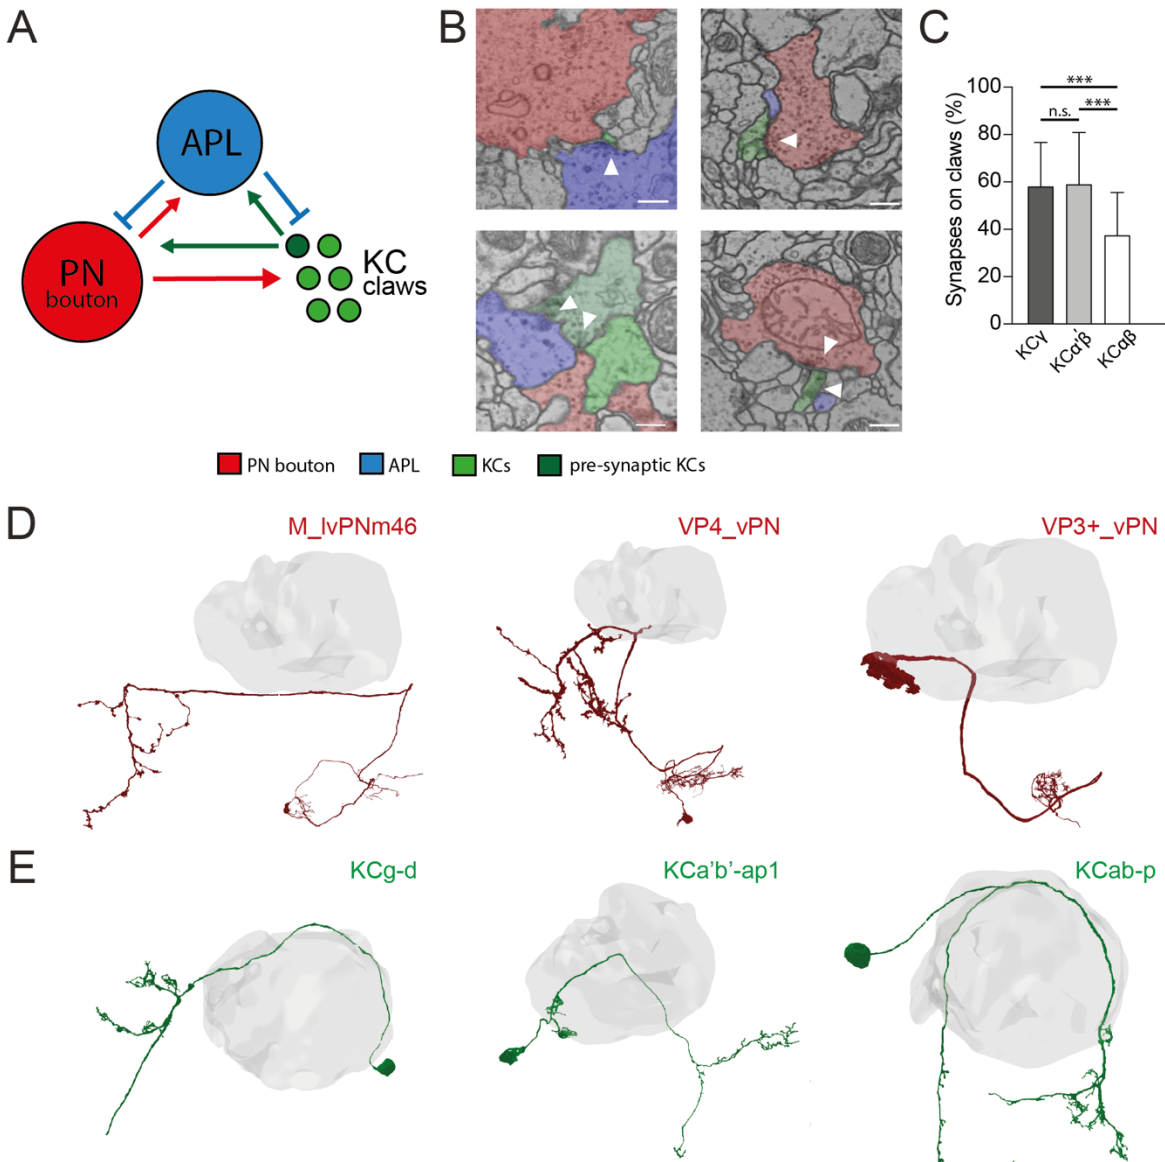 A
APL
PN
bouton
KC
claws
B
C
Synapses on claws (%)
100
80
60
40
20
0
***
n.s.
***
KCγ
KCα'β
KCαβ
PN bouton
APL
KCs
pre-synaptic KCs
D
M_lvPNm46
VP4_vPN
VP3+_vPN
E
KCg-d
KCa'b'-ap1
KCab-p